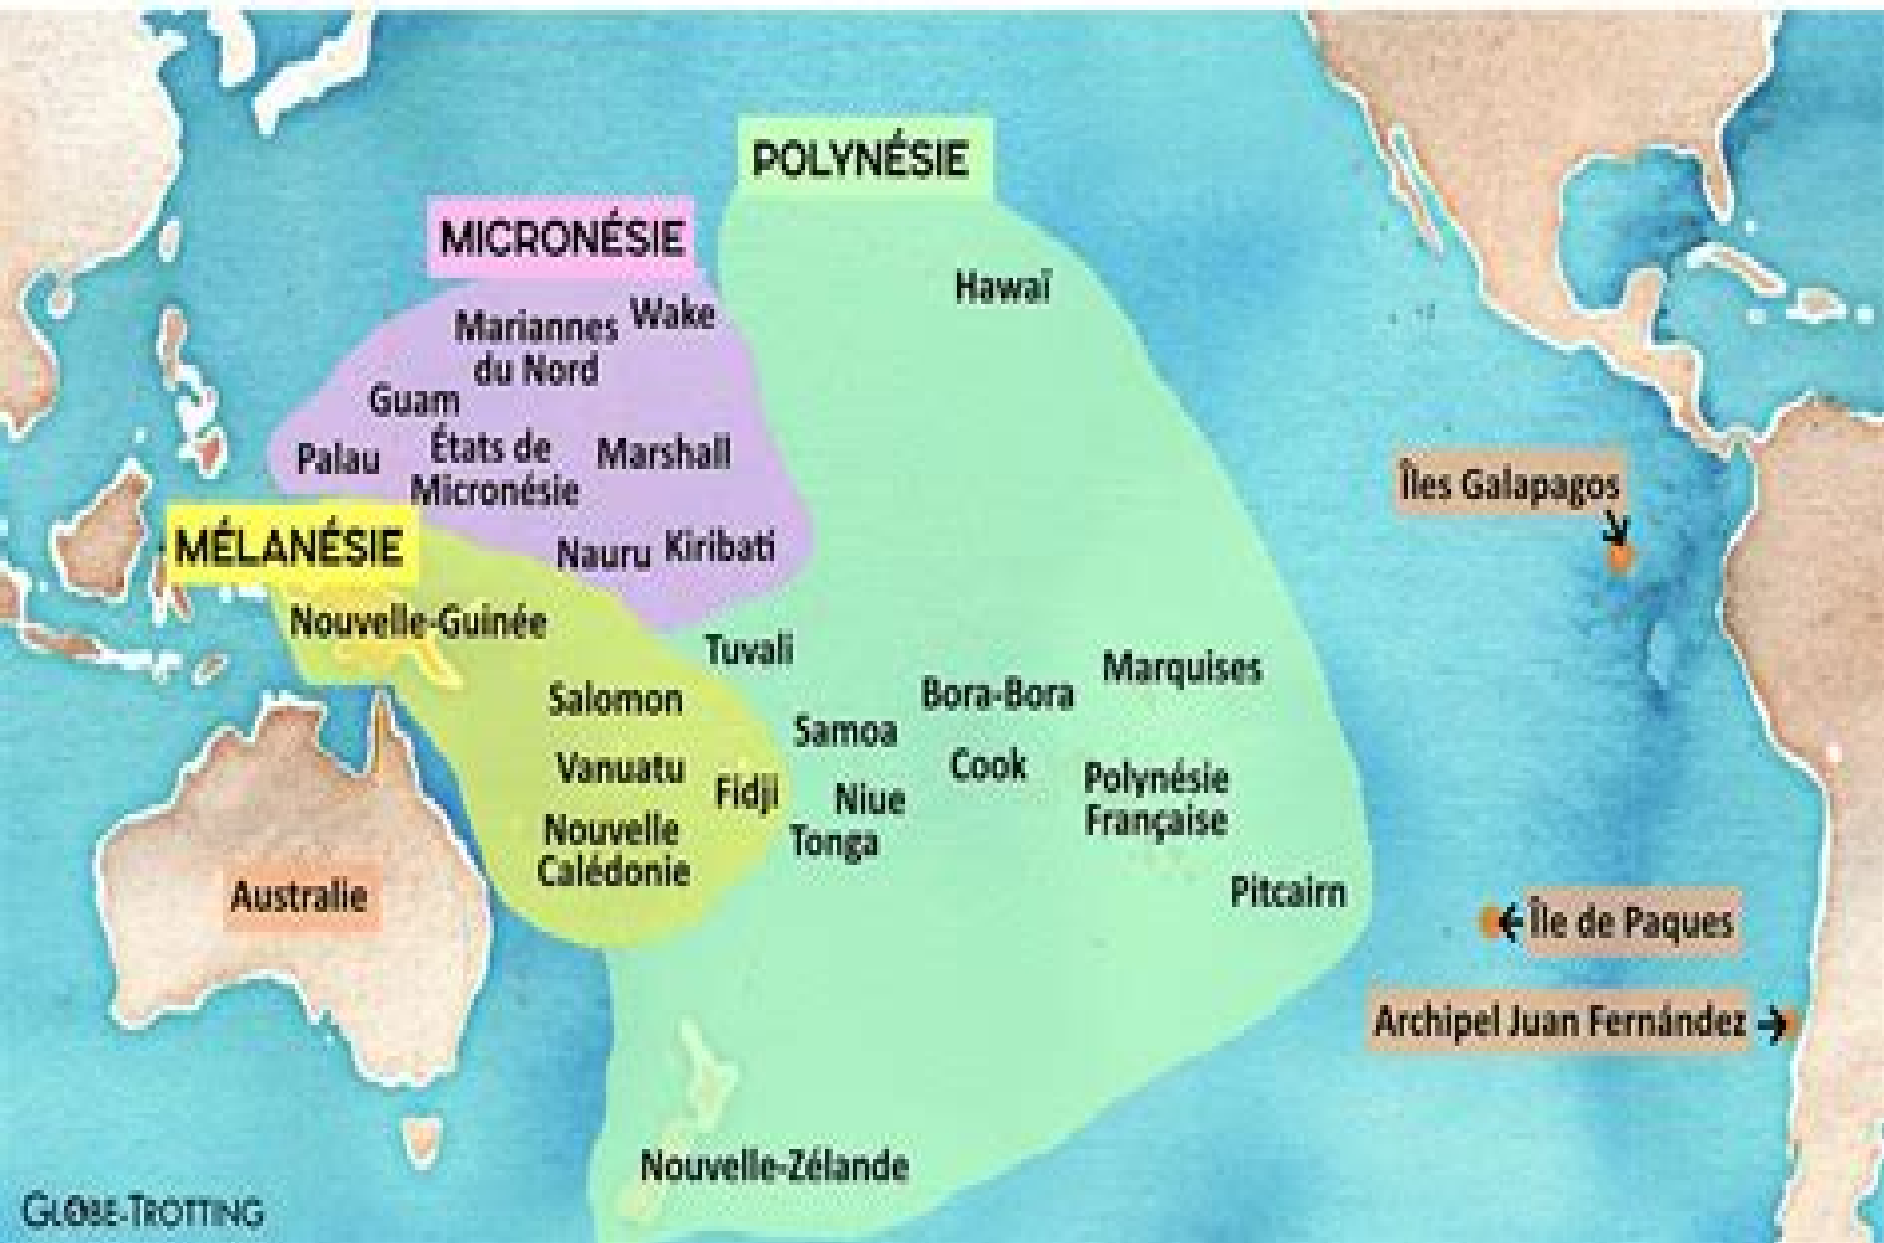 POLYNÉSIE
MICRONÉSIE
Hawaï
Wake
Mariannes
du Nord
Guam
Palau
États de
Micronésie
Marshall
Îles Galapagos
MÉLANÉSIE
Nauru
Kiribati
Nouvelle-Guinée
Tuvali
Marquises
Bora-Bora
Salomon
Samoa
Vanuatu
Cook
Fidji
Niue
Polynésie
Française
Nouvelle
Calédonie
Tonga
Australie
Pitcairn
Île de Paques
Archipel Juan Fernández
Nouvelle-Zélande
GLOBE-TROTTING